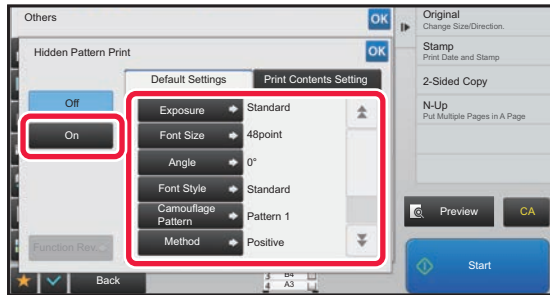 Others
OK
Original
Change Size/Direction.
Stamp
Print Date and Stamp
2-Sided Copy
N-Up
Put Multiple Pages in A Page
Preview
CA
Start
Hidden Pattern Print
OK
Default Settings
Print Contents Setting
Off
On
Exposure
Standard
Font Size
48point
Angle
0°
Font Style
Standard
Camouflage
Pattern
Pattern 1
Method
Positive
Function Rev.
Back
3 B4
4 A3